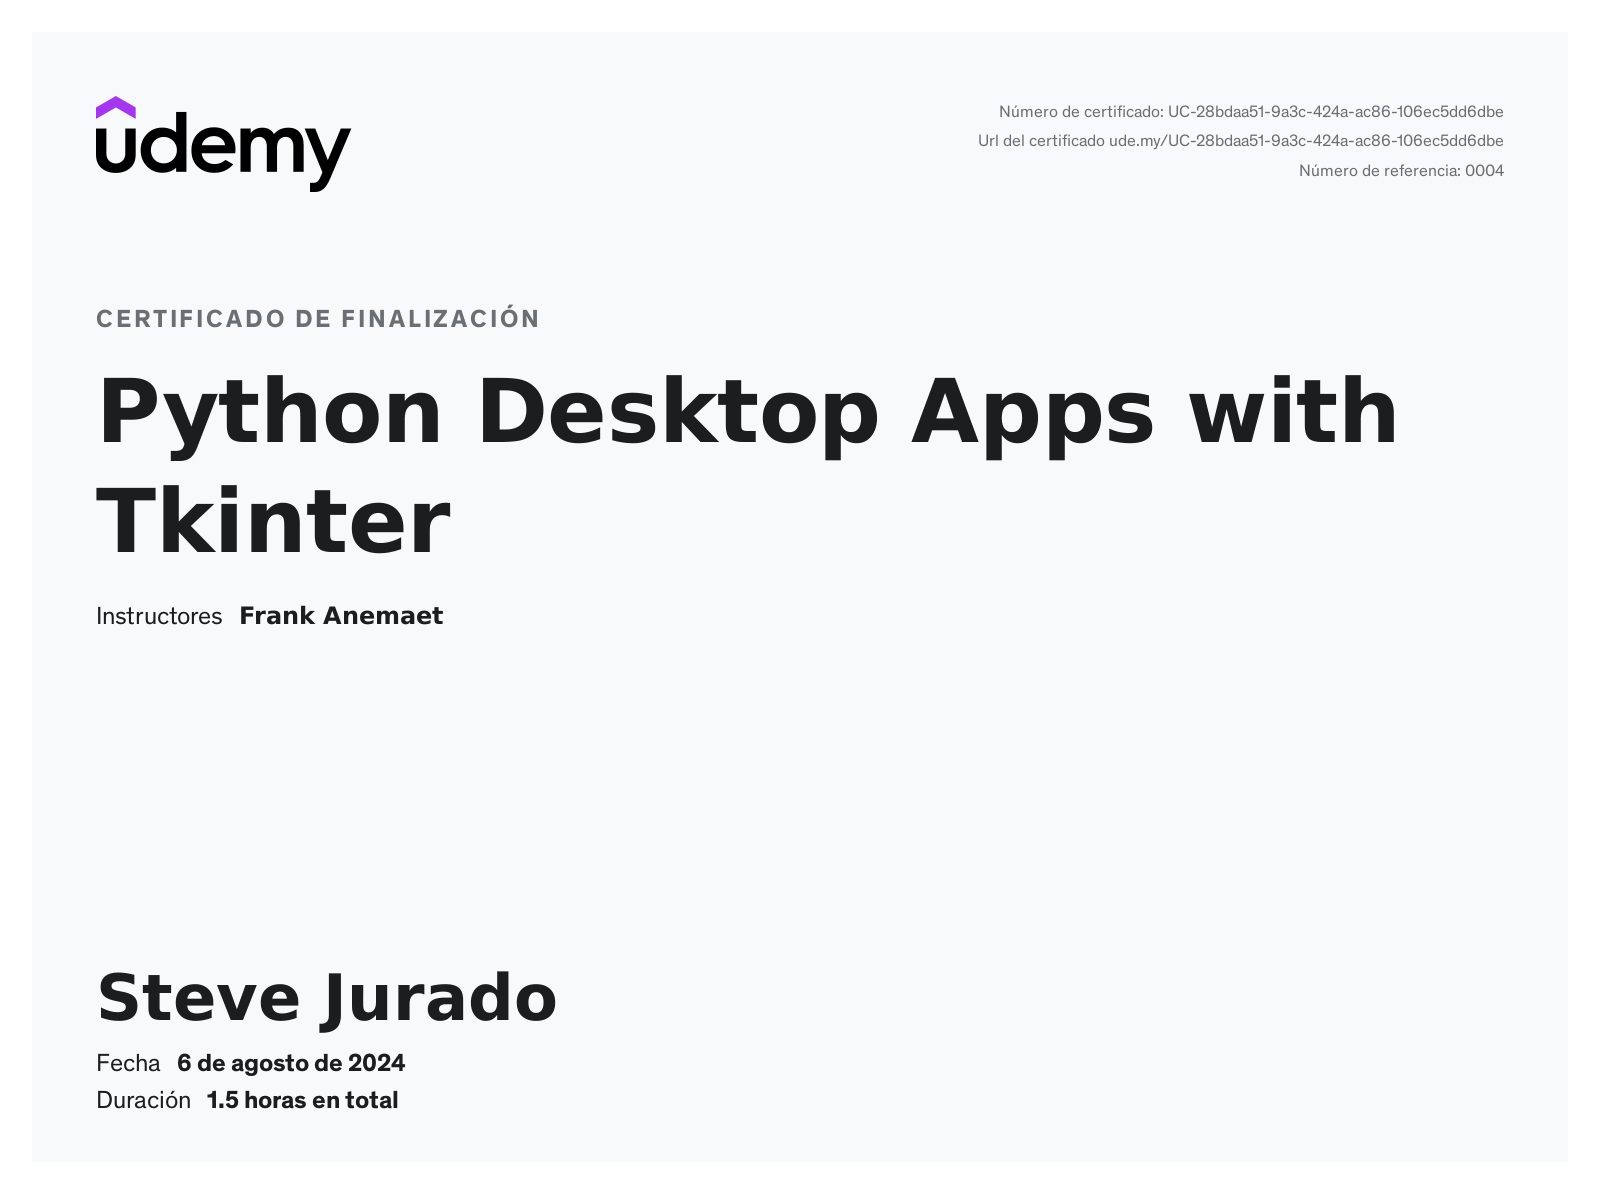 udemy
Número de certificado: UC-28bdaa51-9a3c-424a-ac86-106ec5dd6dbe
Url del certificado ude.my/UC-28bdaa51-9a3c-424a-ac86-106ec5dd6dbe
Número de referencia: 0004
CERTIFICADO DE FINALIZACIÓN
Python Desktop Apps with
Tkinter
Instructores Frank Anemaet
Steve Jurado
Fecha 6 de agosto de 2024
Duración 1.5 horas en total